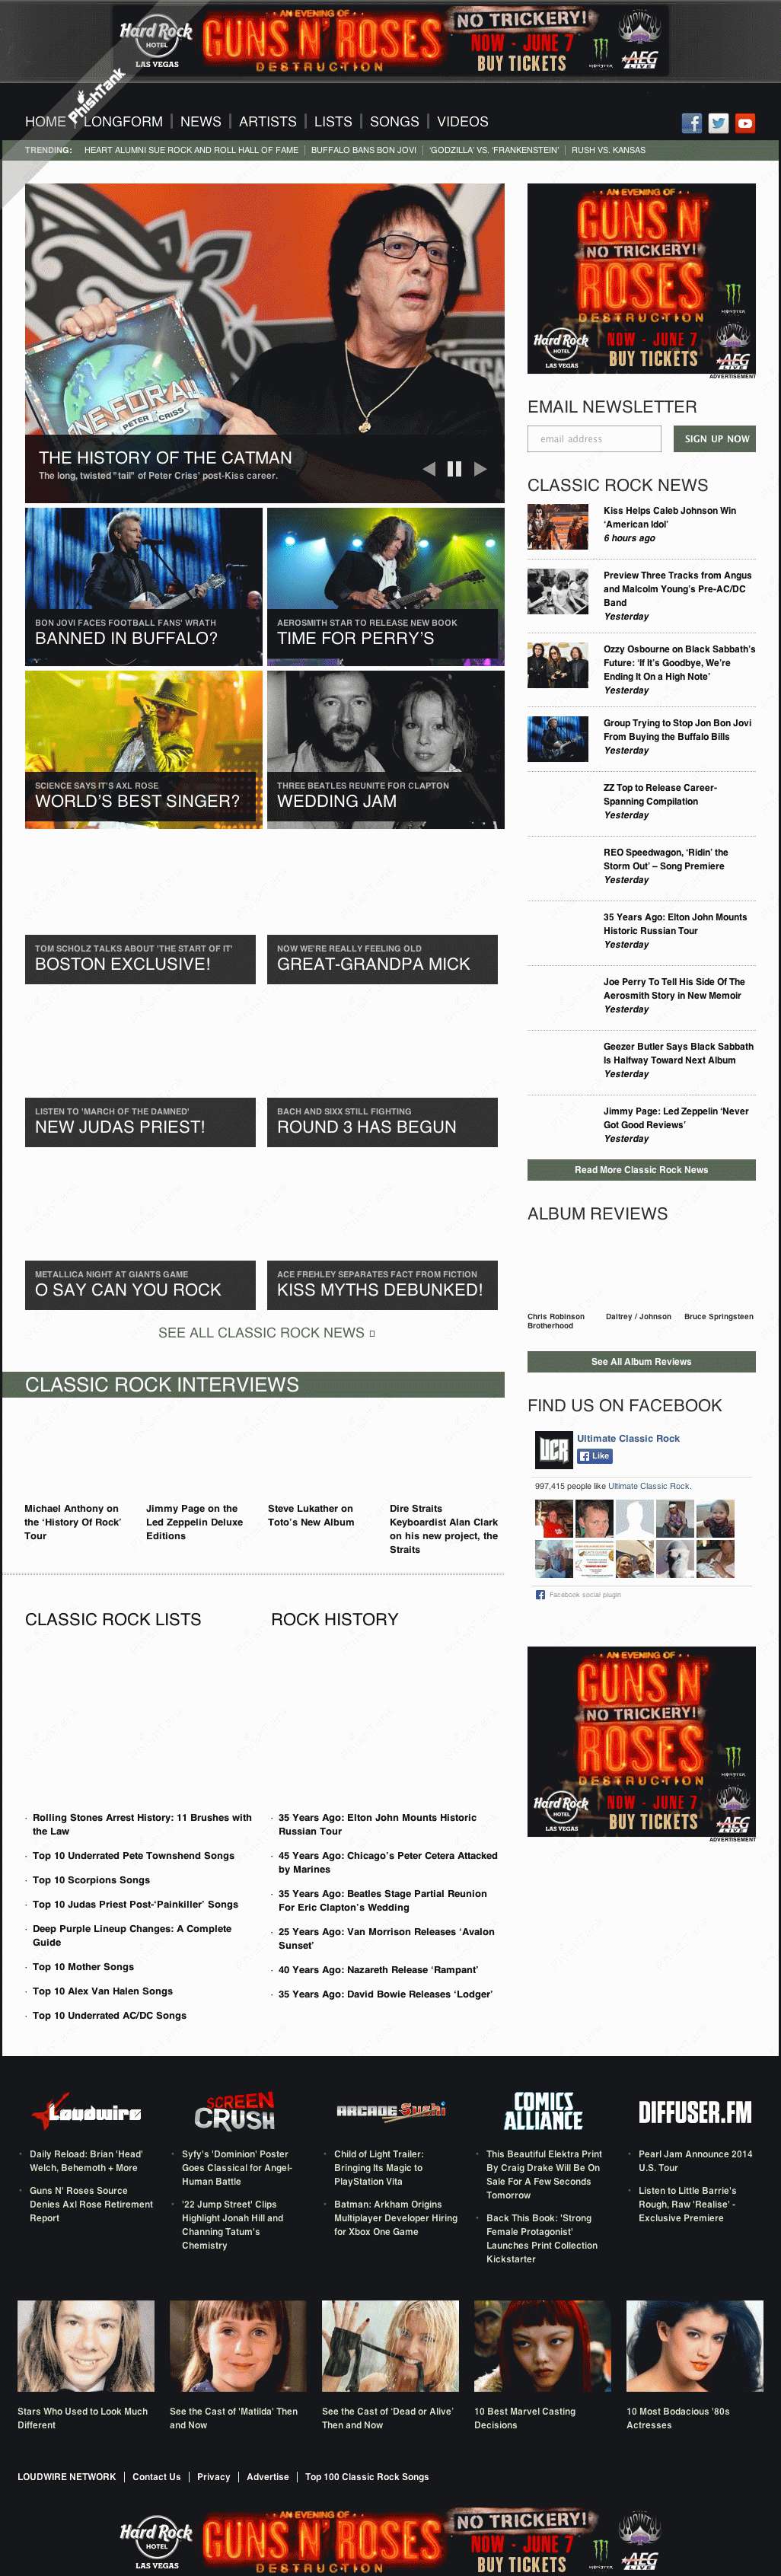 Hard Rock
HOTEL
LAS VEGAS
AN EVENING OF
GUNS N' ROSES
DESTRUCTION
NO TRICKERY!
NOW - JUNE 7
BUY TICKETS
MONSTER
AEG
LIVE
PhishTank
HOME | LONGFORM | NEWS | ARTISTS | LISTS | SONGS | VIDEOS
TRENDING: HEART ALUMNI SUE ROCK AND ROLL HALL OF FAME | BUFFALO BANS BON JOVI | 'GODZILLA' VS. 'FRANKENSTEIN' | RUSH VS. KANSAS
ONE FOR ALL
PETER CRISS
THE HISTORY OF THE CATMAN
The long, twisted "tail" of Peter Criss' post-Kiss career.
BON JOVI FACES FOOTBALL FANS' WRATH
BANNED IN BUFFALO?
AEROSMITH STAR TO RELEASE NEW BOOK
TIME FOR PERRY'S
SCIENCE SAYS IT'S AXL ROSE
WORLD'S BEST SINGER?
THREE BEATLES REUNITE FOR CLAPTON
WEDDING JAM
TOM SCHOLZ TALKS ABOUT 'THE START OF IT'
BOSTON EXCLUSIVE!
NOW WE'RE REALLY FEELING OLD
GREAT-GRANDPA MICK
LISTEN TO 'MARCH OF THE DAMNED'
NEW JUDAS PRIEST!
BACH AND SIXX STILL FIGHTING
ROUND 3 HAS BEGUN
METALLICA NIGHT AT GIANTS GAME
O SAY CAN YOU ROCK
ACE FREHLEY SEPARATES FACT FROM FICTION
KISS MYTHS DEBUNKED!
SEE ALL CLASSIC ROCK NEWS
CLASSIC ROCK INTERVIEWS
Michael Anthony on
the 'History Of Rock'
Tour
Jimmy Page on the
Led Zeppelin Deluxe
Editions
Steve Lukather on
Toto's New Album
Dire Straits
Keyboardist Alan Clark
on his new project, the
Straits
CLASSIC ROCK LISTS
· Rolling Stones Arrest History: 11 Brushes with
the Law
· Top 10 Underrated Pete Townshend Songs
· Top 10 Scorpions Songs
· Top 10 Judas Priest Post-'Painkiller' Songs
· Deep Purple Lineup Changes: A Complete
Guide
· Top 10 Mother Songs
· Top 10 Alex Van Halen Songs
· Top 10 Underrated AC/DC Songs
ROCK HISTORY
· 35 Years Ago: Elton John Mounts Historic
Russian Tour
· 45 Years Ago: Chicago's Peter Cetera Attacked
by Marines
· 35 Years Ago: Beatles Stage Partial Reunion
For Eric Clapton's Wedding
· 25 Years Ago: Van Morrison Releases 'Avalon
Sunset'
· 40 Years Ago: Nazareth Release 'Rampant'
· 35 Years Ago: David Bowie Releases 'Lodger'
AN EVENING OF
GUNS N'
NO TRICKERY!
ROSES
DESTRUCTION
MONSTER
Hard Rock
HOTEL
LAS VEGAS
NOW - JUNE 7
BUY TICKETS
AEG
LIVE
ADVERTISEMENT
EMAIL NEWSLETTER
email address
SIGN UP NOW
CLASSIC ROCK NEWS
Kiss Helps Caleb Johnson Win
'American Idol'
6 hours ago
Preview Three Tracks from Angus
and Malcolm Young's Pre-AC/DC
Band
Yesterday
Ozzy Osbourne on Black Sabbath's
Future: 'If It's Goodbye, We're
Ending It On a High Note'
Yesterday
Group Trying to Stop Jon Bon Jovi
From Buying the Buffalo Bills
Yesterday
ZZ Top to Release Career-
Spanning Compilation
Yesterday
REO Speedwagon, 'Ridin' the
Storm Out' – Song Premiere
Yesterday
35 Years Ago: Elton John Mounts
Historic Russian Tour
Yesterday
Joe Perry To Tell His Side Of The
Aerosmith Story in New Memoir
Yesterday
Geezer Butler Says Black Sabbath
Is Halfway Toward Next Album
Yesterday
Jimmy Page: Led Zeppelin 'Never
Got Good Reviews'
Yesterday
Read More Classic Rock News
ALBUM REVIEWS
Chris Robinson
Brotherhood
Daltrey / Johnson
Bruce Springsteen
See All Album Reviews
FIND US ON FACEBOOK
UCR
Ultimate Classic Rock
Like
997,415 people like Ultimate Classic Rock.
Facebook social plugin
AN EVENING OF
GUNS N'
NO TRICKERY!
ROSES
DESTRUCTION
MONSTER
Hard Rock
HOTEL
LAS VEGAS
NOW - JUNE 7
BUY TICKETS
AEG
LIVE
ADVERTISEMENT
Loudwire
Daily Reload: Brian 'Head'
Welch, Behemoth + More
Guns N' Roses Source
Denies Axl Rose Retirement
Report
SCREEN
CRUSH
Syfy's 'Dominion' Poster
Goes Classical for Angel-
Human Battle
'22 Jump Street' Clips
Highlight Jonah Hill and
Channing Tatum's
Chemistry
ARCADE Sushi
Child of Light Trailer:
Bringing Its Magic to
PlayStation Vita
Batman: Arkham Origins
Multiplayer Developer Hiring
for Xbox One Game
COMICS
ALLIANCE
This Beautiful Elektra Print
By Craig Drake Will Be On
Sale For A Few Seconds
Tomorrow
Back This Book: 'Strong
Female Protagonist'
Launches Print Collection
Kickstarter
DIFFUSER.FM
Pearl Jam Announce 2014
U.S. Tour
Listen to Little Barrie's
Rough, Raw 'Realise' -
Exclusive Premiere
Stars Who Used to Look Much
Different
See the Cast of 'Matilda' Then
and Now
See the Cast of 'Dead or Alive'
Then and Now
10 Best Marvel Casting
Decisions
10 Most Bodacious '80s
Actresses
LOUDWIRE NETWORK | Contact Us | Privacy | Advertise | Top 100 Classic Rock Songs
Hard Rock
HOTEL
LAS VEGAS
AN EVENING OF
GUNS N' ROSES
DESTRUCTION
NO TRICKERY!
NOW - JUNE 7
BUY TICKETS
MONSTER
AEG
LIVE